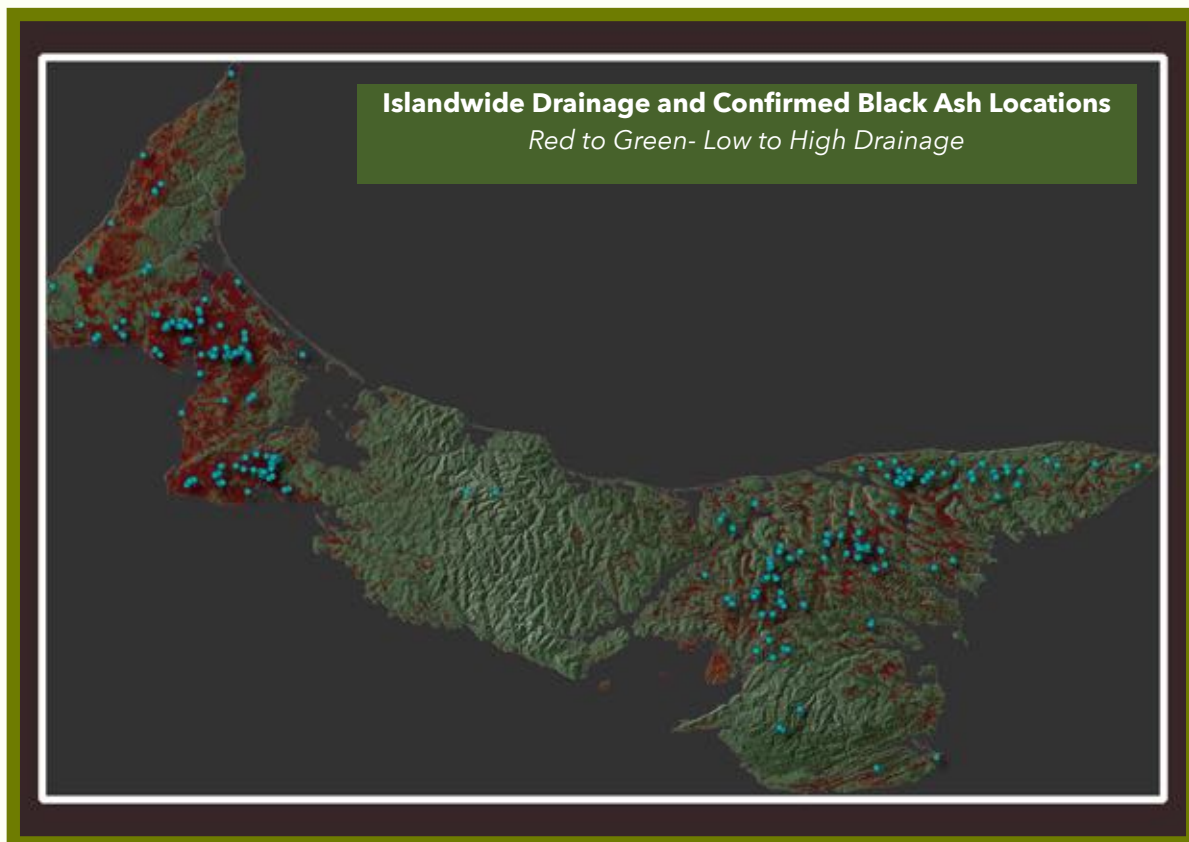 Islandwide Drainage and Confirmed Black Ash Locations
Red to Green- Low to High Drainage